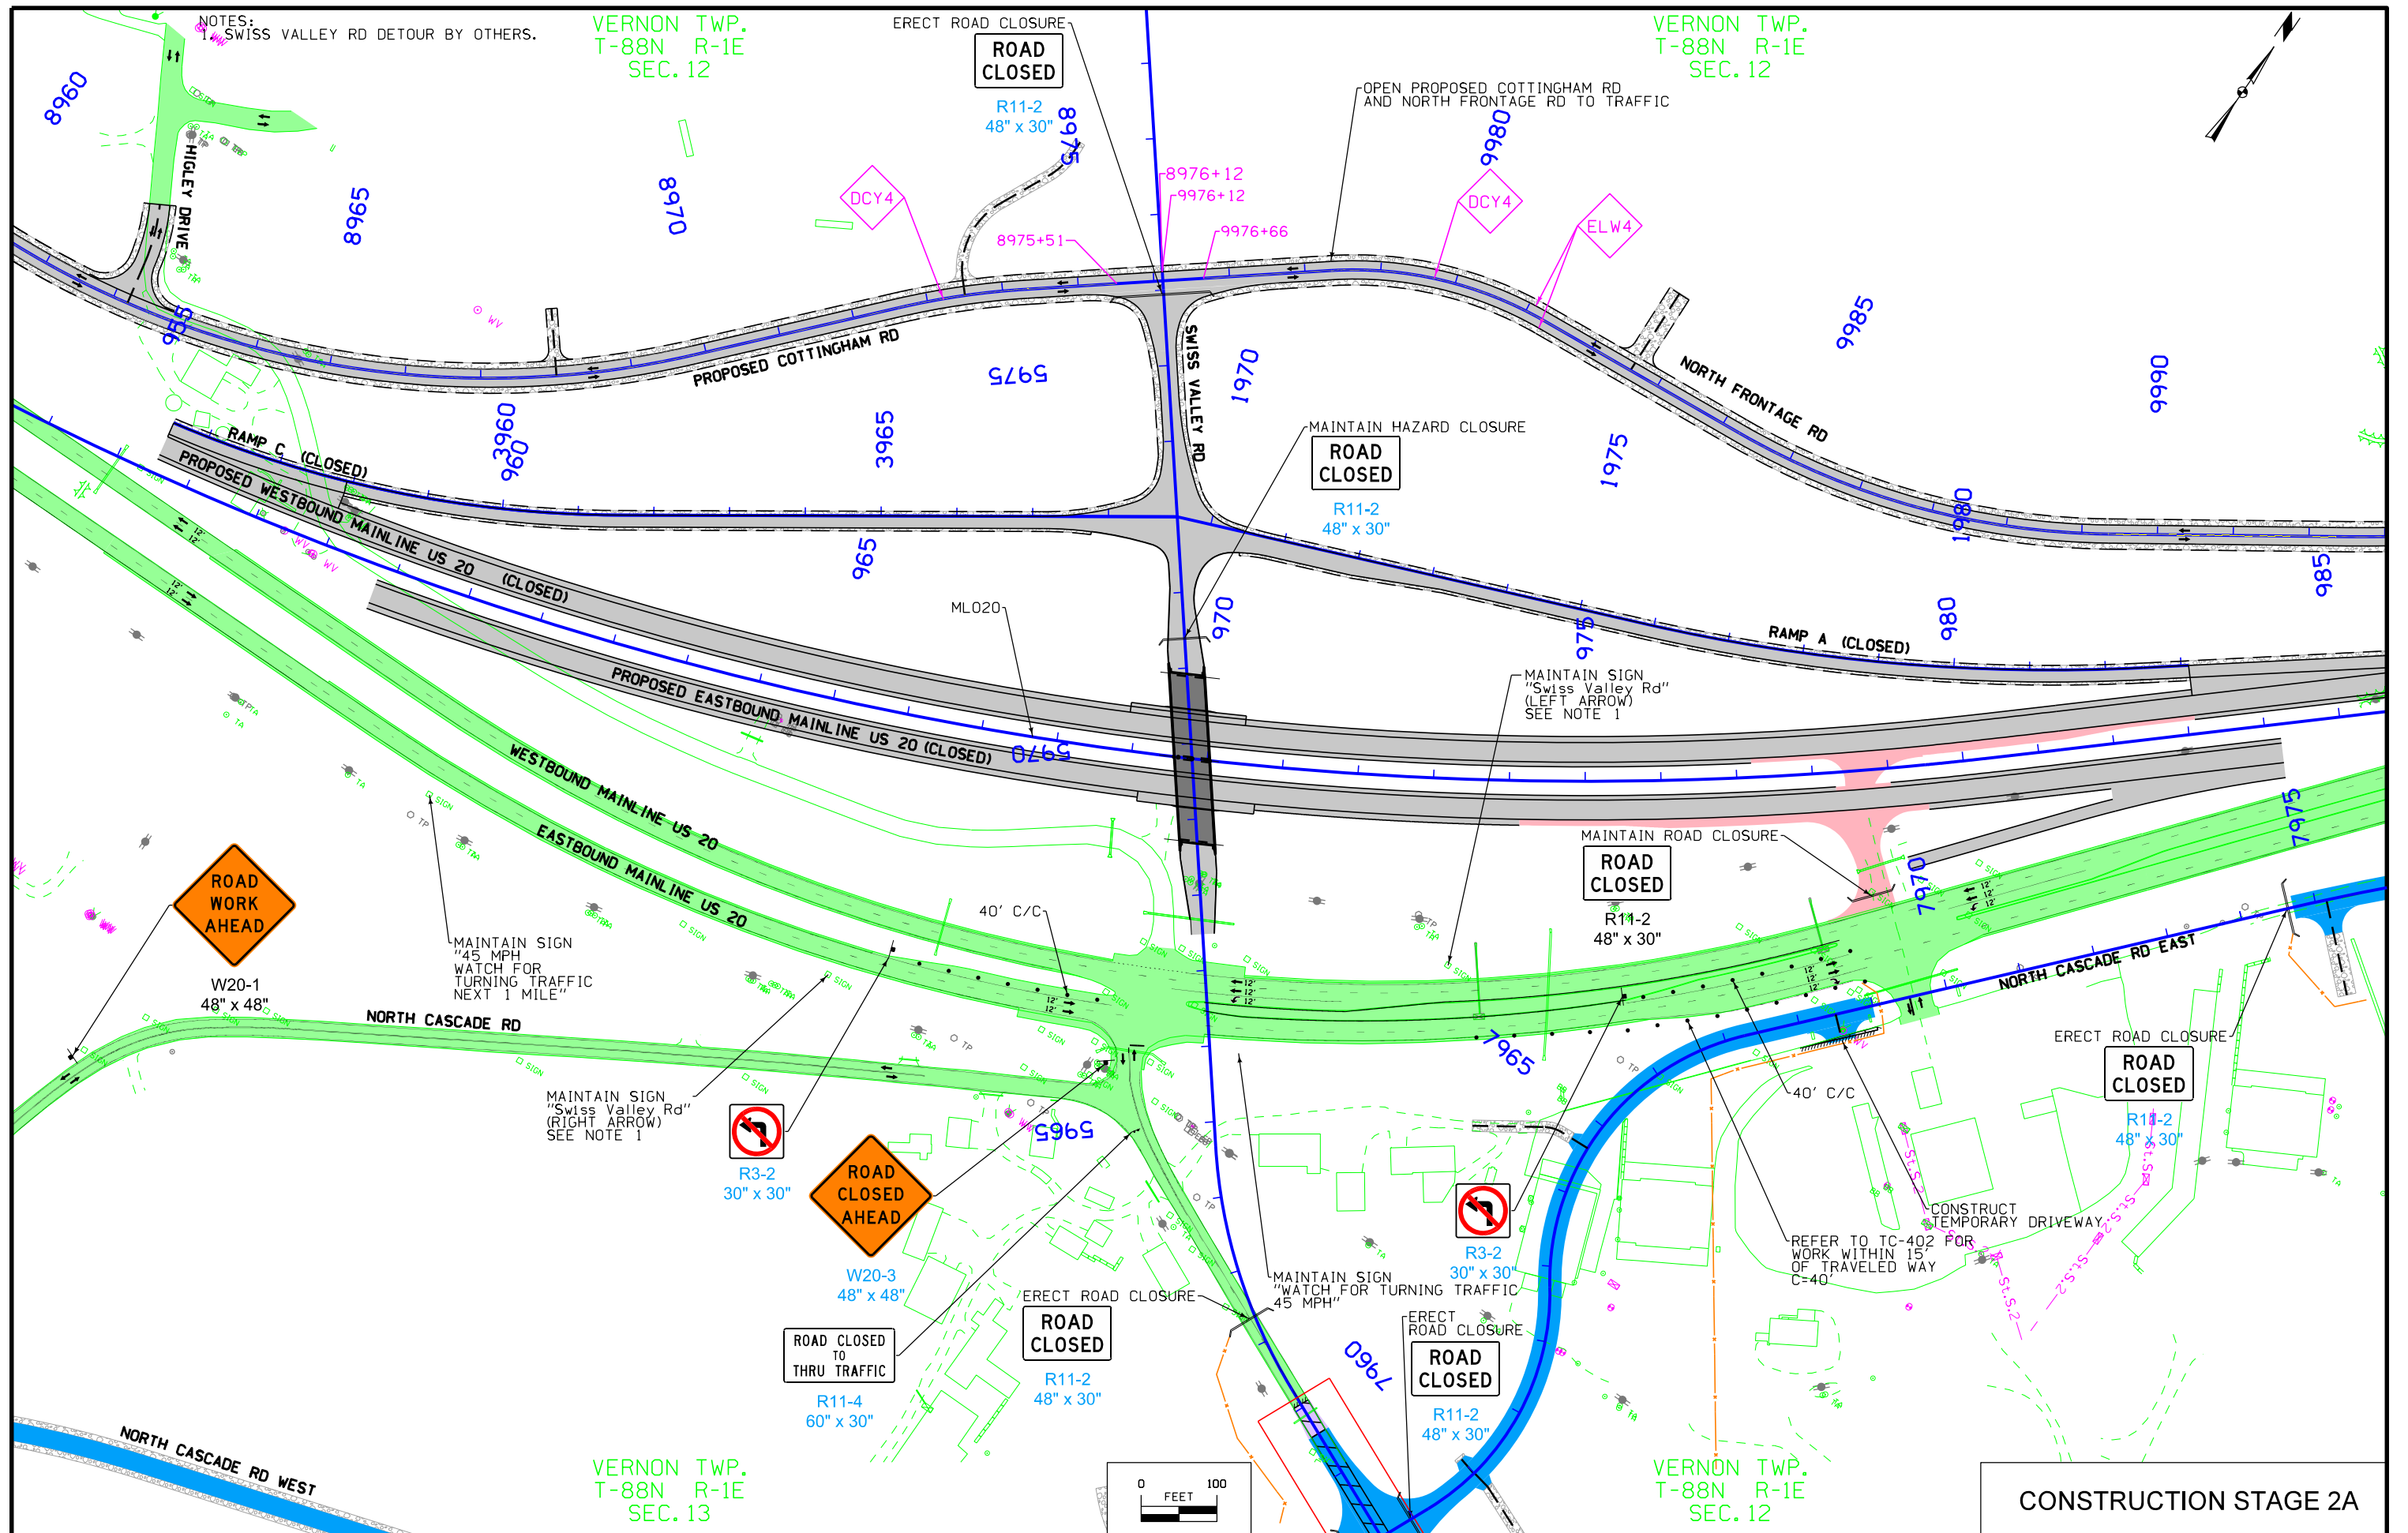 NOTES:
1. SWISS VALLEY RD DETOUR BY OTHERS.
VERNON TWP.
T-88N R-1E
SEC. 12
ERECT ROAD CLOSURE
ROAD
CLOSED
R11-2
48" x 30"
VERNON TWP.
T-88N R-1E
SEC. 12
OPEN PROPOSED COTTINGHAM RD
AND NORTH FRONTAGE RD TO TRAFFIC
8960
8965
8970
8975
9980
9985
9990
HIGLEY DRIVE
DCY4
8976+12
9976+12
8975+51
9976+66
DCY4
ELW4
WV
955
PROPOSED COTTINGHAM RD
5975
SWISS VALLEY RD
1970
NORTH FRONTAGE RD
1975
1980
985
3960
960
3965
965
RAMP C (CLOSED)
PROPOSED WESTBOUND MAINLINE US 20 (CLOSED)
MAINTAIN HAZARD CLOSURE
ROAD
CLOSED
R11-2
48" x 30"
ML020
970
975
980
RAMP A (CLOSED)
PROPOSED EASTBOUND MAINLINE US 20 (CLOSED)
5970
MAINTAIN SIGN
"Swiss Valley Rd"
(LEFT ARROW)
SEE NOTE 1
WESTBOUND MAINLINE US 20
EASTBOUND MAINLINE US 20
MAINTAIN ROAD CLOSURE
ROAD
CLOSED
R11-2
48" x 30"
7970
7975
ROAD
WORK
AHEAD
W20-1
48" x 48"
MAINTAIN SIGN
"45 MPH
WATCH FOR
TURNING TRAFFIC
NEXT 1 MILE"
40' C/C
NORTH CASCADE RD
NORTH CASCADE RD EAST
MAINTAIN SIGN
"Swiss Valley Rd"
(RIGHT ARROW)
SEE NOTE 1
R3-2
30" x 30"
5965
7965
40' C/C
ERECT ROAD CLOSURE
ROAD
CLOSED
R11-2
48" x 30"
ROAD
CLOSED
AHEAD
W20-3
48" x 48"
R3-2
30" x 30"
CONSTRUCT
TEMPORARY DRIVEWAY
REFER TO TC-402 FOR
WORK WITHIN 15'
OF TRAVELED WAY
C=40'
MAINTAIN SIGN
"WATCH FOR TURNING TRAFFIC
45 MPH"
ERECT ROAD CLOSURE
ROAD
CLOSED
R11-2
48" x 30"
ROAD CLOSED
TO
THRU TRAFFIC
R11-4
60" x 30"
7960
ERECT
ROAD CLOSURE
ROAD
CLOSED
R11-2
48" x 30"
St.S.2
St.S.2
St.S.2
NORTH CASCADE RD WEST
VERNON TWP.
T-88N R-1E
SEC. 13
0 100
FEET
VERNON TWP.
T-88N R-1E
SEC. 12
CONSTRUCTION STAGE 2A